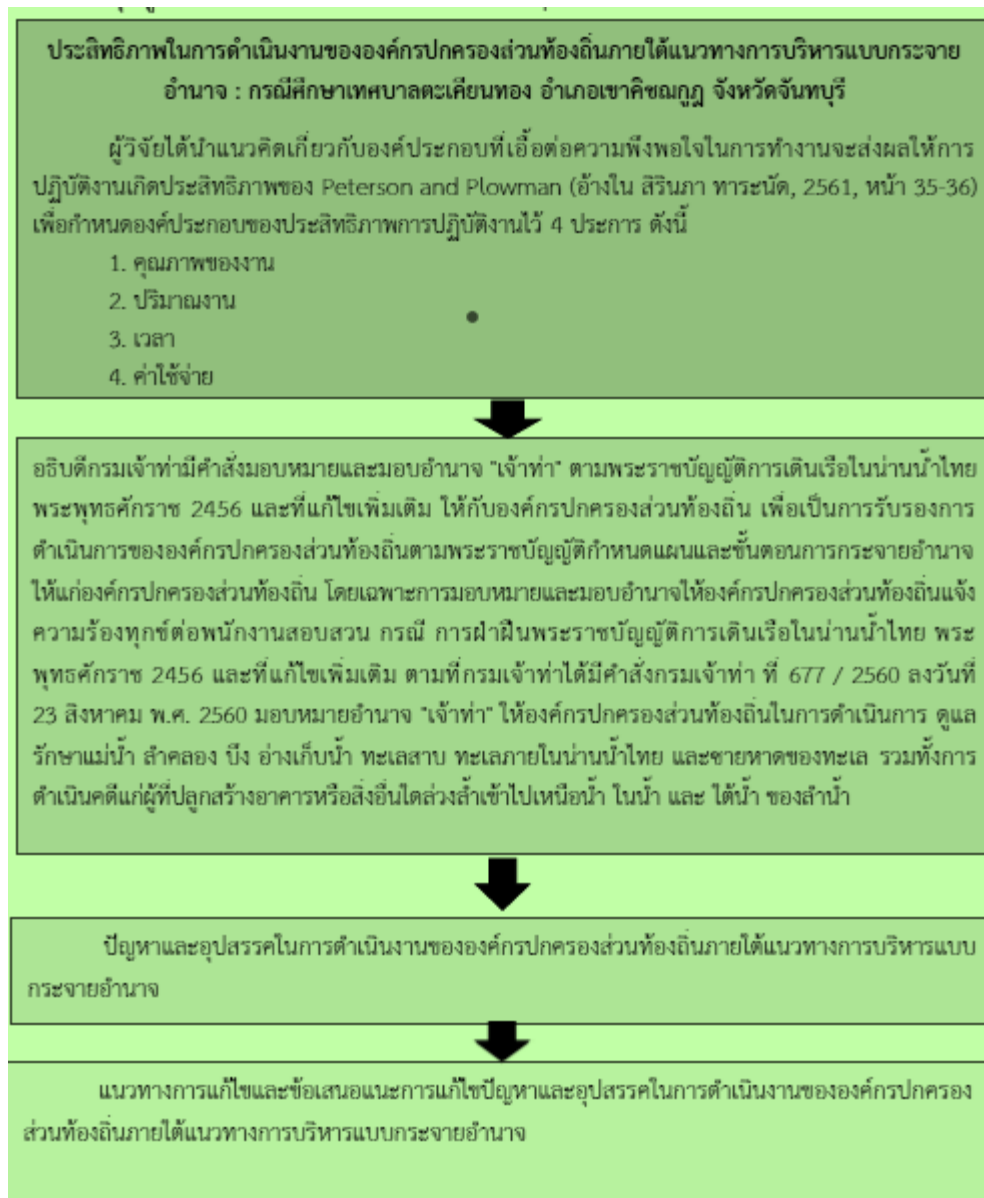 ประสิทธิภาพในการดำเนินงานขององค์กรปกครองส่วนท้องถิ่นภายใต้แนวทางการบริหารแบบกระจาย
อำนาจ : กรณีศึกษาเทศบาลตะเคียนทอง อำเภอเขาคิชฌกูฏ จังหวัดจันทบุรี
ผู้วิจัยได้นำแนวคิดเกี่ยวกับองค์ประกอบที่เอื้อต่อความพึงพอใจในการทำงานจะส่งผลให้การ
ปฏิบัติงานเกิดประสิทธิภาพของ Peterson and Plowman (อ้างใน สิรินภา ทาระนัด, 2561, หน้า 35-36)
เพื่อกำหนดองค์ประกอบของประสิทธิภาพการปฏิบัติงานไว้ 4 ประการ ดังนี้
1. คุณภาพของงาน
2. ปริมาณงาน
3. เวลา
4. ค่าใช้จ่าย
อธิบดีกรมเจ้าท่ามีคำสั่งมอบหมายและมอบอำนาจ "เจ้าท่า" ตามพระราชบัญญัติการเดินเรือในน่านน้ำไทย
พระพุทธศักราช 2456 และที่แก้ไขเพิ่มเติม ให้กับองค์กรปกครองส่วนท้องถิ่น เพื่อเป็นการรับรองการ
ดำเนินการขององค์กรปกครองส่วนท้องถิ่นตามพระราชบัญญัติกำหนดแผนและขั้นตอนการกระจายอำนาจ
ให้แก่องค์กรปกครองส่วนท้องถิ่น โดยเฉพาะการมอบหมายและมอบอำนาจให้องค์กรปกครองส่วนท้องถิ่นแจ้ง
ความร้องทุกข์ต่อพนักงานสอบสวน กรณี การฝ่าฝืนพระราชบัญญัติการเดินเรือในน่านน้ำไทย พระ
พุทธศักราช 2456 และที่แก้ไขเพิ่มเติม ตามที่กรมเจ้าท่าได้มีคำสั่งกรมเจ้าท่า ที่ 677 / 2560 ลงวันที่
23 สิงหาคม พ.ศ. 2560 มอบหมายอำนาจ "เจ้าท่า" ให้องค์กรปกครองส่วนท้องถิ่นในการดำเนินการ ดูแล
รักษาแม่น้ำ ลำคลอง บึง อ่างเก็บน้ำ ทะเลสาบ ทะเลภายในน่านน้ำไทย และชายหาดของทะเล รวมทั้งการ
ดำเนินคดีแก่ผู้ที่ปลูกสร้างอาคารหรือสิ่งอื่นใดล่วงล้ำเข้าไปเหนือน้ำ ในน้ำ และ ใต้น้ำ ของลำน้ำ
ปัญหาและอุปสรรคในการดำเนินงานขององค์กรปกครองส่วนท้องถิ่นภายใต้แนวทางการบริหารแบบ
กระจายอำนาจ
แนวทางการแก้ไขและข้อเสนอแนะการแก้ไขปัญหาและอุปสรรคในการดำเนินงานขององค์กรปกครอง
ส่วนท้องถิ่นภายใต้แนวทางการบริหารแบบกระจายอำนาจ